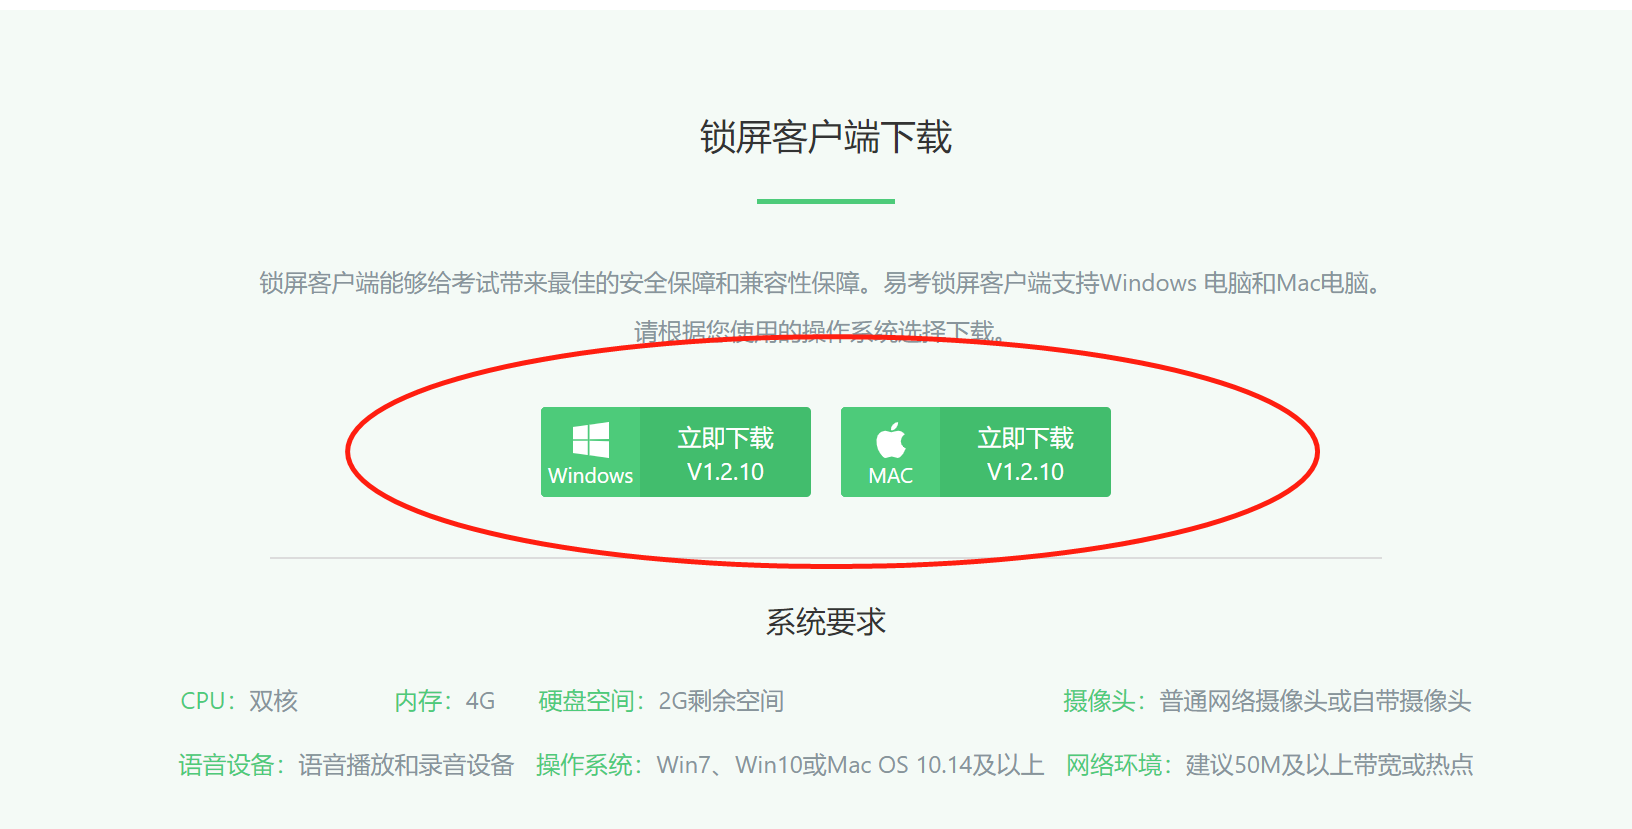 锁屏客户端下载
锁屏客户端能够给考试带来最佳的安全保障和兼容性保障。易考锁屏客户端支持Windows 电脑和Mac电脑。
请根据您使用的操作系统选择下载。
Windows
立即下载
V1.2.10
MAC
立即下载
V1.2.10
系统要求
CPU：双核 内存：4G 硬盘空间：2G剩余空间 摄像头：普通网络摄像头或自带摄像头
语音设备：语音播放和录音设备 操作系统：Win7、Win10或Mac OS 10.14及以上 网络环境：建议50M及以上带宽或热点